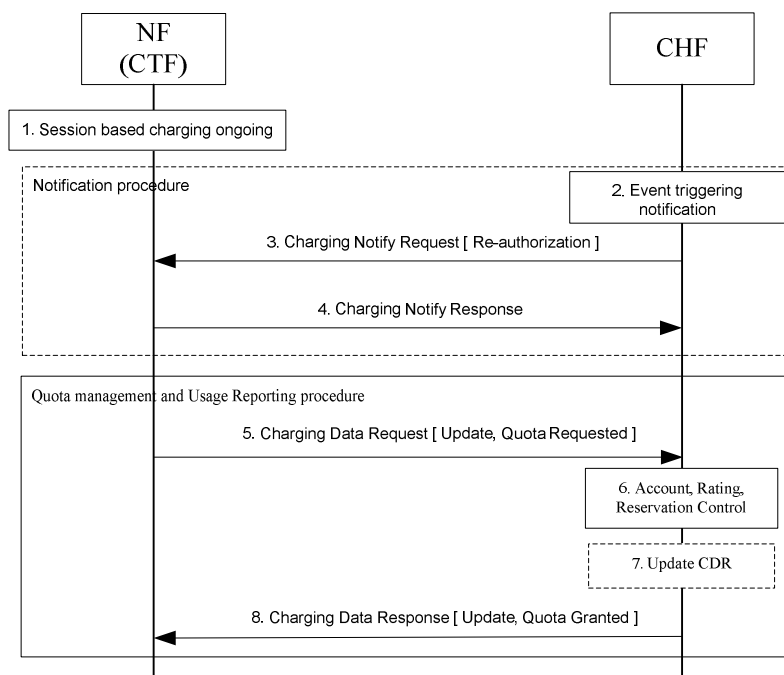 NF
(CTF)
CHF
1. Session based charging ongoing
Notification procedure
2. Event triggering
notification
3. Charging Notify Request [ Re-authorization ]
4. Charging Notify Response
Quota management and Usage Reporting procedure
5. Charging Data Request [ Update, Quota Requested ]
6. Account, Rating,
Reservation Control
7. Update CDR
8. Charging Data Response [ Update, Quota Granted ]